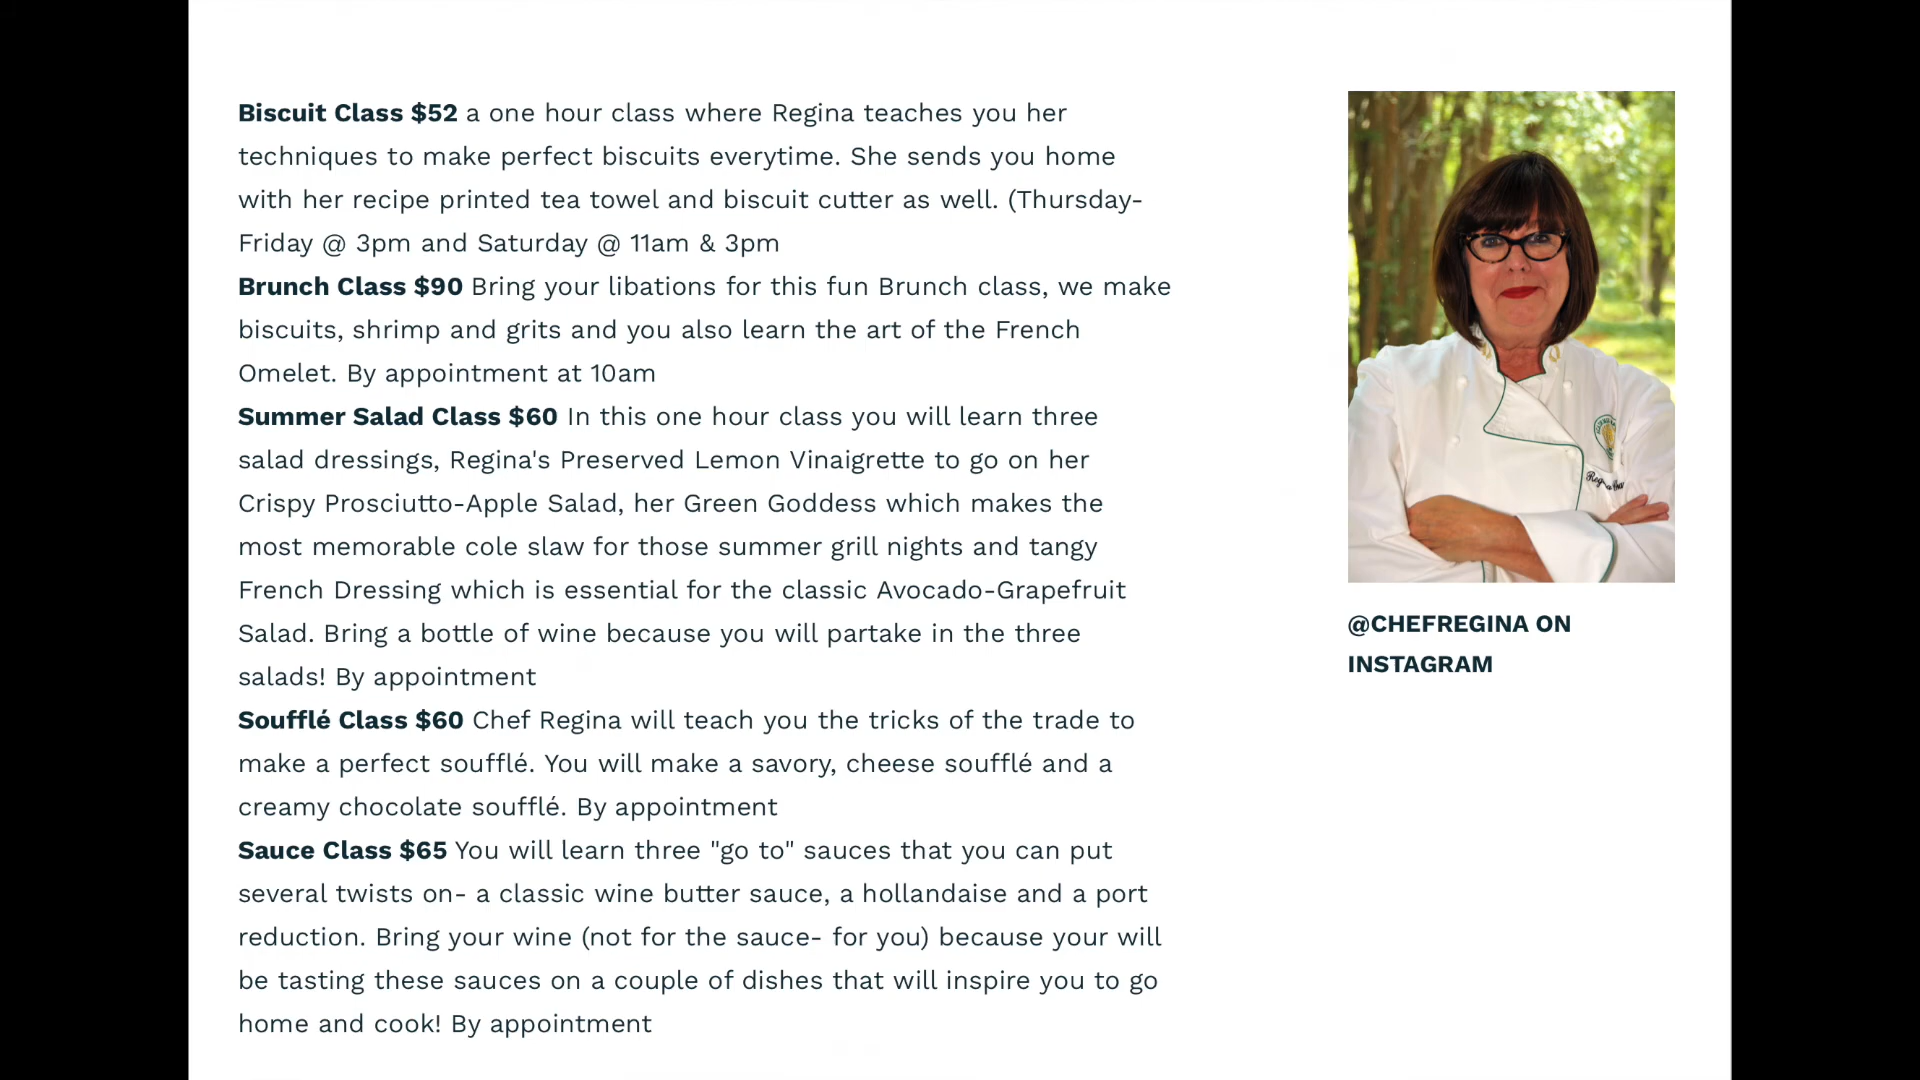 Biscuit Class $52 a one hour class where Regina teaches you her
techniques to make perfect biscuits everytime. She sends you home
with her recipe printed tea towel and biscuit cutter as well. (Thursday-
Friday @ 3pm and Saturday @ 11am & 3pm
Brunch Class $90 Bring your libations for this fun Brunch class, we make
biscuits, shrimp and grits and you also learn the art of the French
Omelet. By appointment at 10am
Summer Salad Class $60 In this one hour class you will learn three
salad dressings, Regina's Preserved Lemon Vinaigrette to go on her
Crispy Prosciutto-Apple Salad, her Green Goddess which makes the
most memorable cole slaw for those summer grill nights and tangy
French Dressing which is essential for the classic Avocado-Grapefruit
Salad. Bring a bottle of wine because you will partake in the three
salads! By appointment
Soufflé Class $60 Chef Regina will teach you the tricks of the trade to
make a perfect soufflé. You will make a savory, cheese soufflé and a
creamy chocolate soufflé. By appointment
Sauce Class $65 You will learn three "go to" sauces that you can put
several twists on- a classic wine butter sauce, a hollandaise and a port
reduction. Bring your wine (not for the sauce- for you) because your will
be tasting these sauces on a couple of dishes that will inspire you to go
home and cook! By appointment
@CHEFREGINA ON
INSTAGRAM